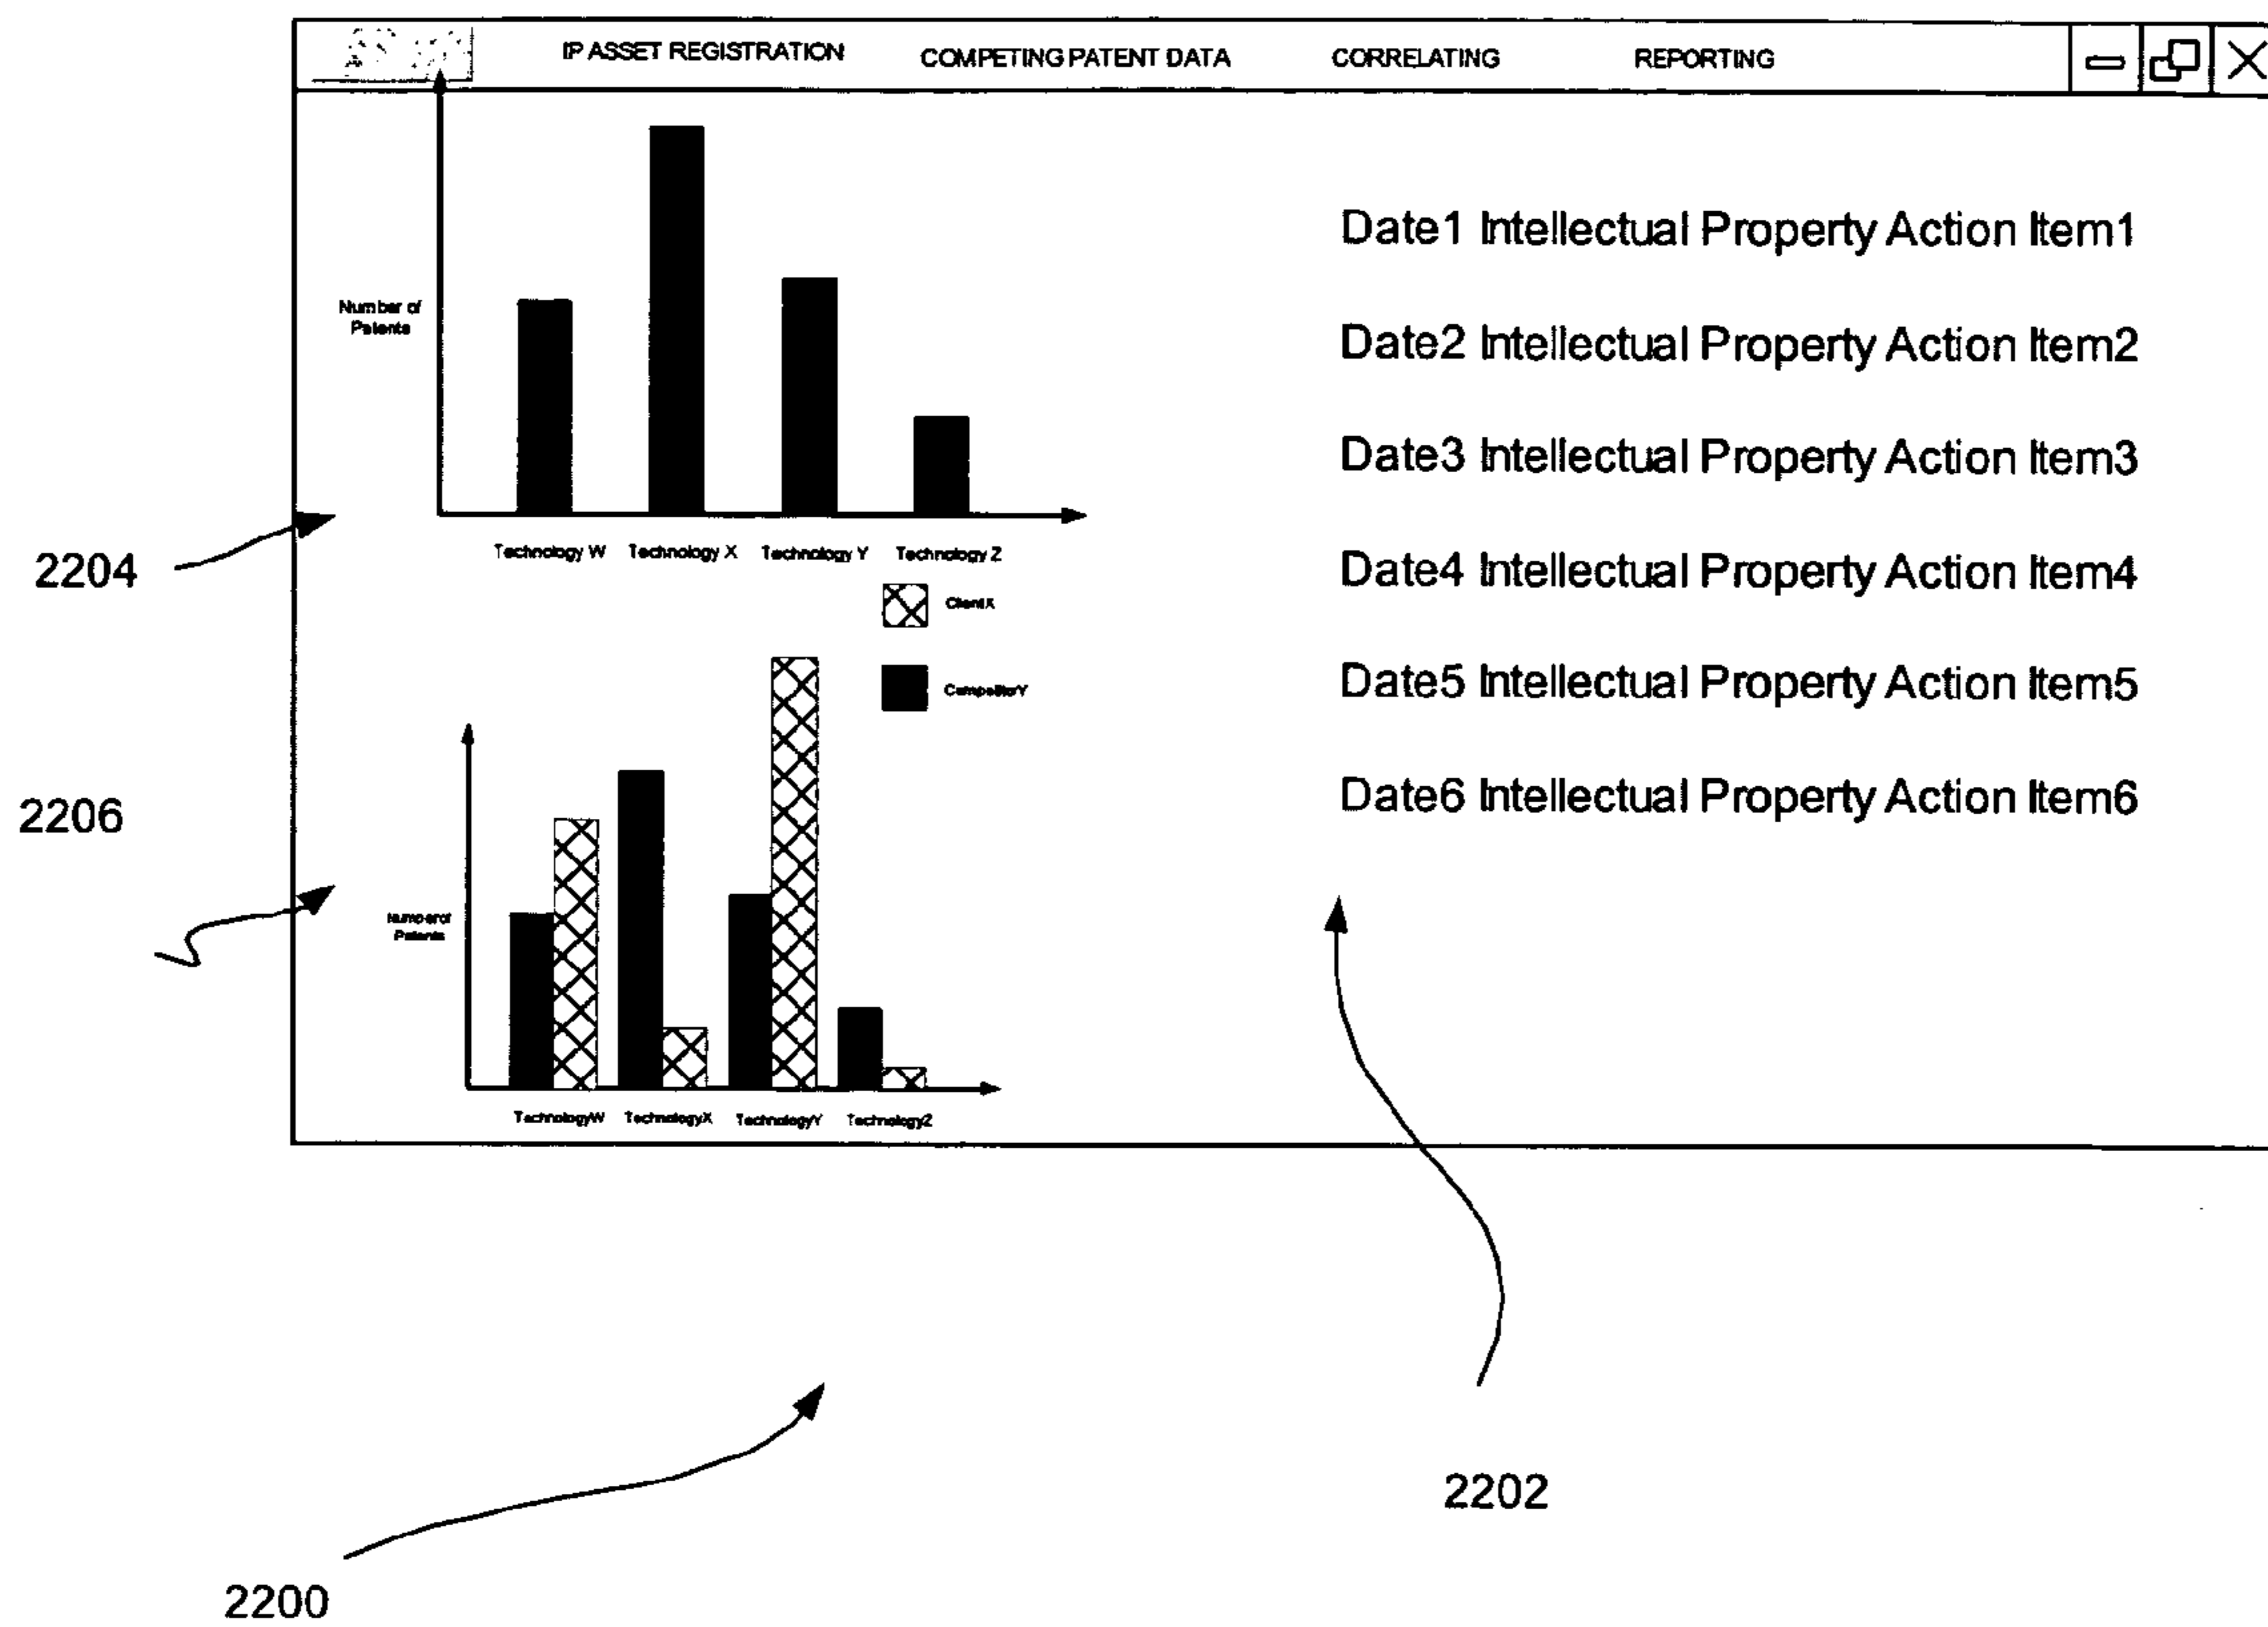 IP ASSET REGISTRATION COMPETING PATENT DATA CORRELATING REPORTING
Number of
Patents
Technology W Technology X Technology Y Technology Z
ClientX
CompetitorY
Number of
Patents
TechnologyW TechnologyX TechnologyY TechnologyZ
Date1 Intellectual Property Action Item1
Date2 Intellectual Property Action Item2
Date3 Intellectual Property Action Item3
Date4 Intellectual Property Action Item4
Date5 Intellectual Property Action Item5
Date6 Intellectual Property Action Item6
2204
2206
2202
2200